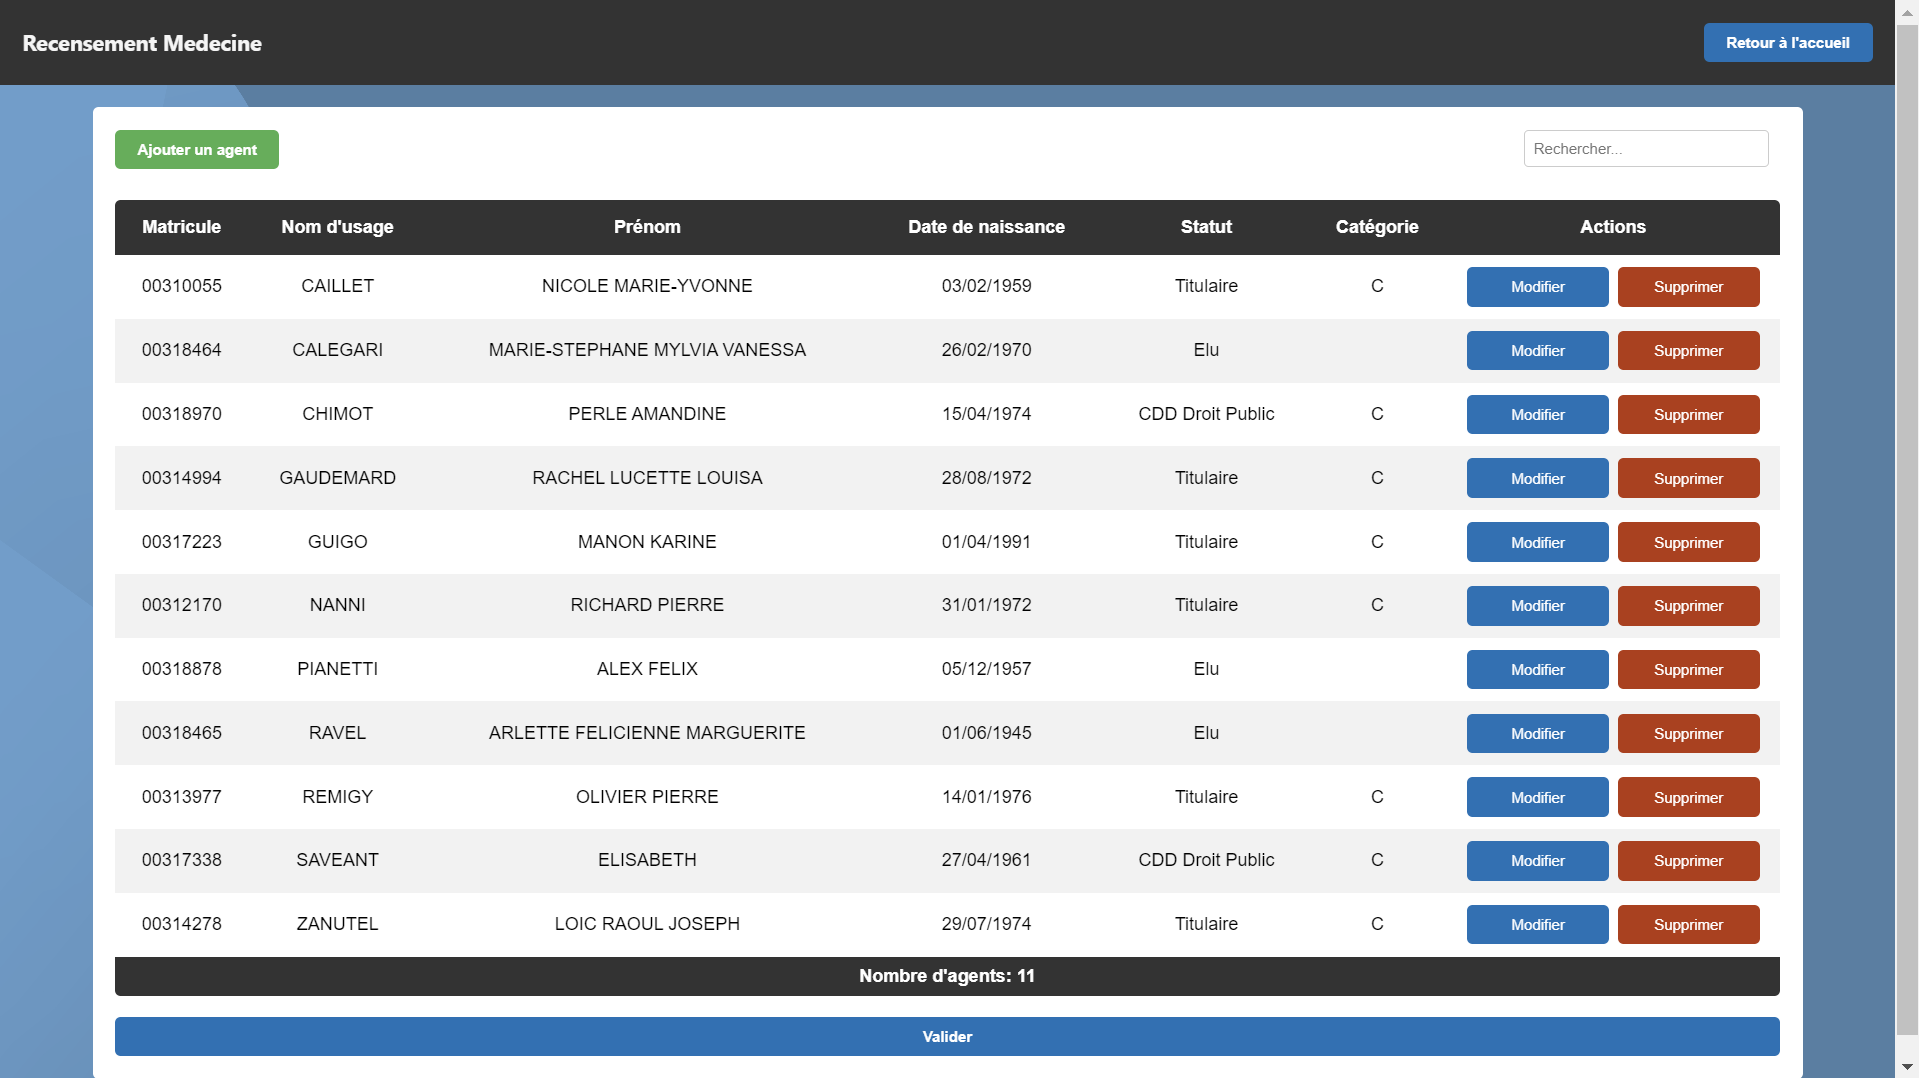 Recensement Medecine
Retour à l'accueil
Ajouter un agent
Rechercher...
Matricule Nom d'usage Prénom Date de naissance Statut Catégorie Actions
00310055 CAILLET NICOLE MARIE-YVONNE 03/02/1959 Titulaire C Modifier Supprimer
00318464 CALEGARI MARIE-STEPHANE MYLVIA VANESSA 26/02/1970 Elu Modifier Supprimer
00318970 CHIMOT PERLE AMANDINE 15/04/1974 CDD Droit Public C Modifier Supprimer
00314994 GAUDEMARD RACHEL LUCETTE LOUISA 28/08/1972 Titulaire C Modifier Supprimer
00317223 GUIGO MANON KARINE 01/04/1991 Titulaire C Modifier Supprimer
00312170 NANNI RICHARD PIERRE 31/01/1972 Titulaire C Modifier Supprimer
00318878 PIANETTI ALEX FELIX 05/12/1957 Elu Modifier Supprimer
00318465 RAVEL ARLETTE FELICIENNE MARGUERITE 01/06/1945 Elu Modifier Supprimer
00313977 REMIGY OLIVIER PIERRE 14/01/1976 Titulaire C Modifier Supprimer
00317338 SAVEANT ELISABETH 27/04/1961 CDD Droit Public C Modifier Supprimer
00314278 ZANUTEL LOIC RAOUL JOSEPH 29/07/1974 Titulaire C Modifier Supprimer
Nombre d'agents: 11
Valider